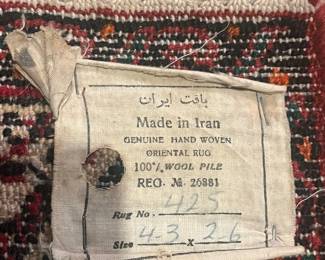 بافت ایران
Made in Iran
GENUINE HAND WOVEN
ORIENTAL RUG
100% WOOL PILE
REG. № 26881
Rug No. 425
Size 4-3 x 2-6